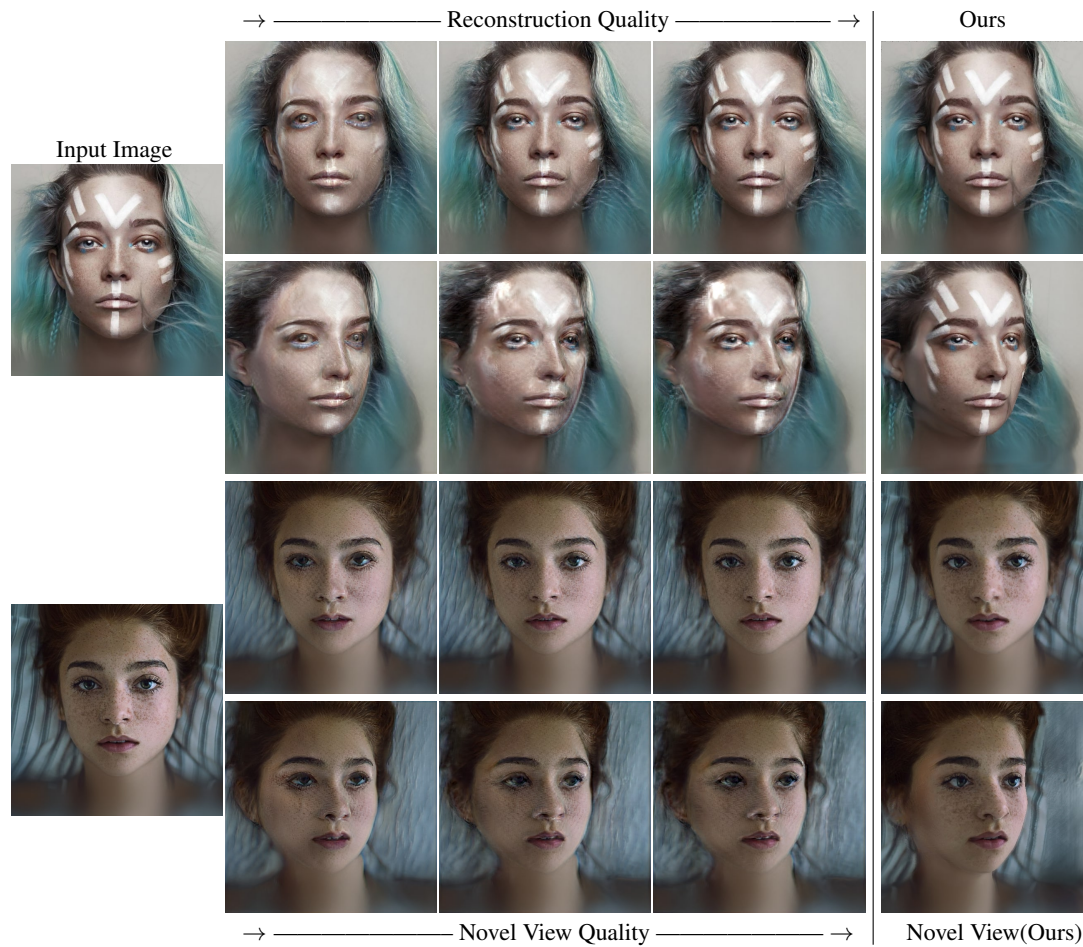 → ———————— Reconstruction Quality ———————— →
Ours
Input Image
→ ———————— Novel View Quality ———————— →
Novel View(Ours)